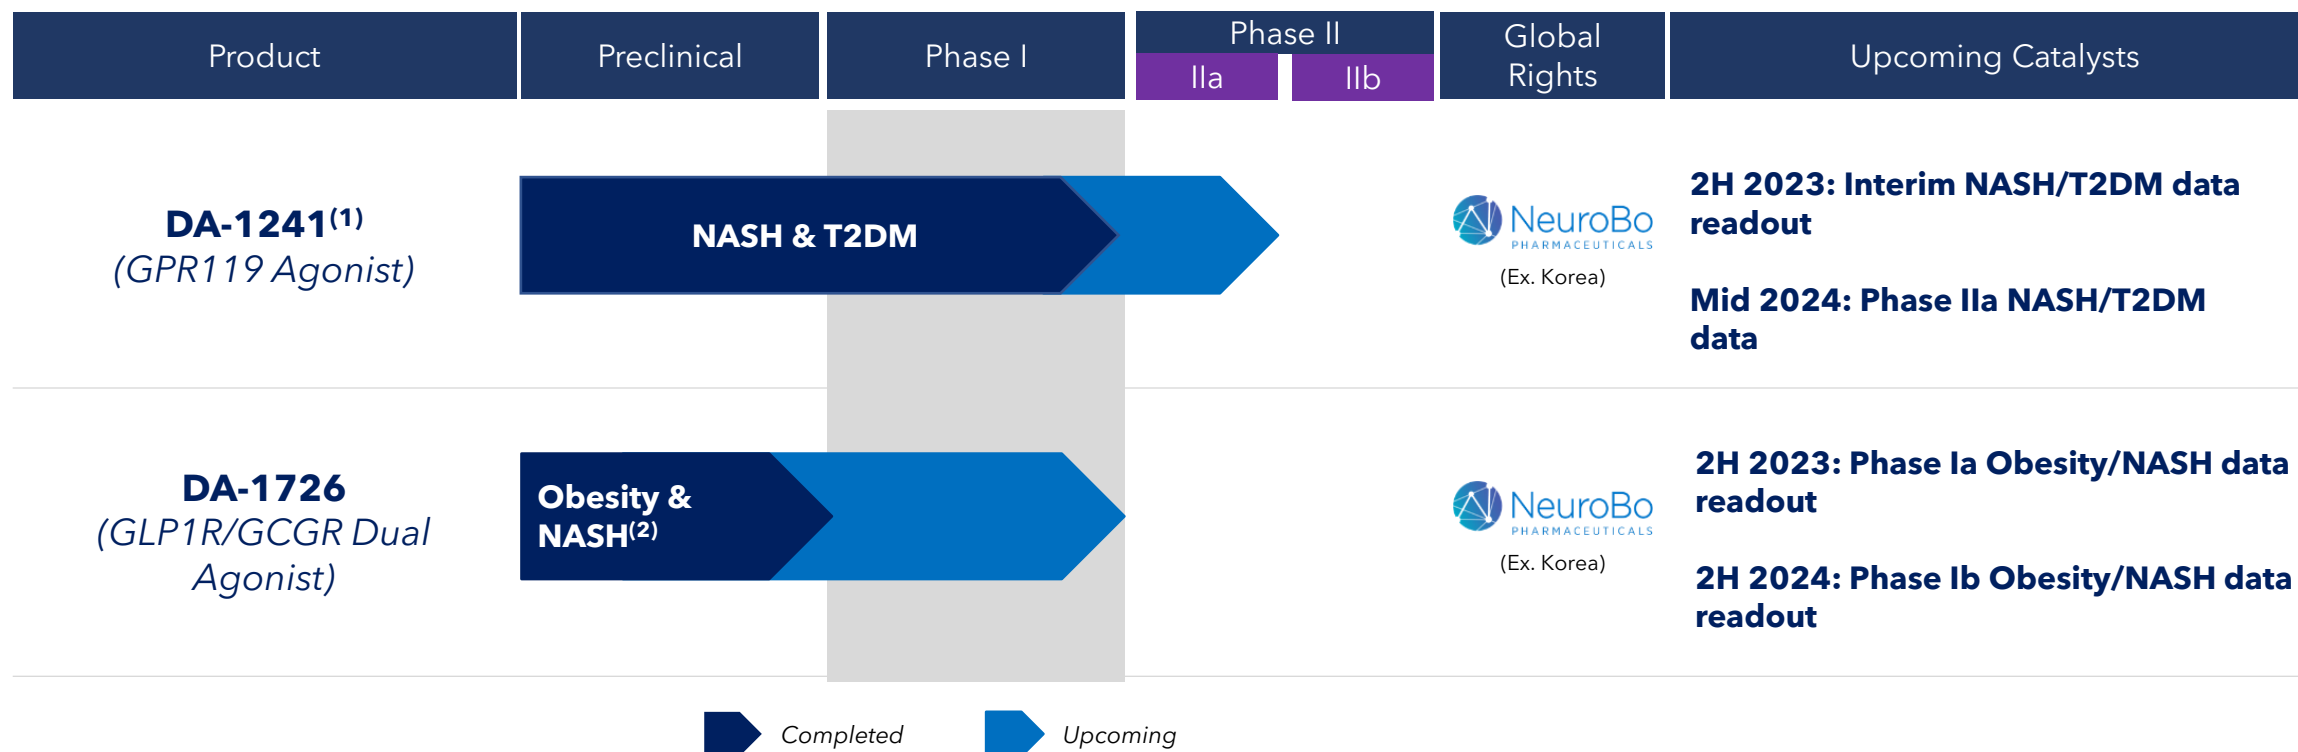 Product
Preclinical
Phase I
Phase II
IIa
IIb
Global
Rights
Upcoming Catalysts
DA-1241(1)
(GPR119 Agonist)
NASH & T2DM
NeuroBo
PHARMACEUTICALS
(Ex. Korea)
2H 2023: Interim NASH/T2DM data
readout
Mid 2024: Phase IIa NASH/T2DM
data
DA-1726
(GLP1R/GCGR Dual
Agonist)
Obesity &
NASH(2)
NeuroBo
PHARMACEUTICALS
(Ex. Korea)
2H 2023: Phase Ia Obesity/NASH data
readout
2H 2024: Phase Ib Obesity/NASH data
readout
Completed
Upcoming